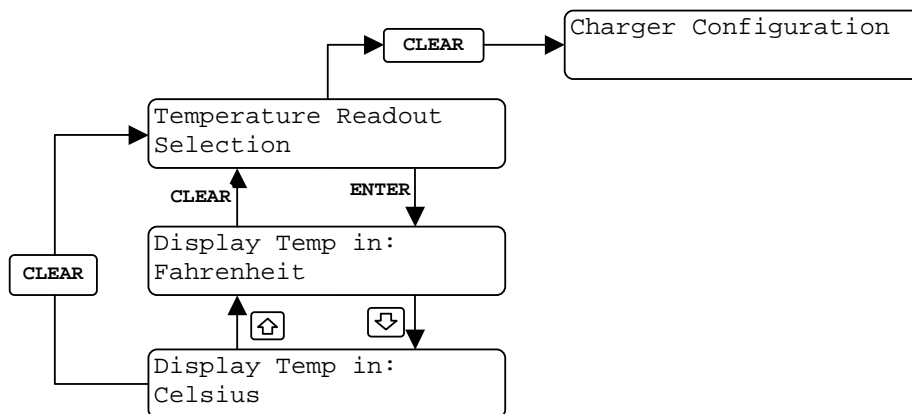 CLEAR
Charger Configuration
Temperature Readout
Selection
CLEAR
ENTER
Display Temp in:
Fahrenheit
CLEAR
Display Temp in:
Celsius